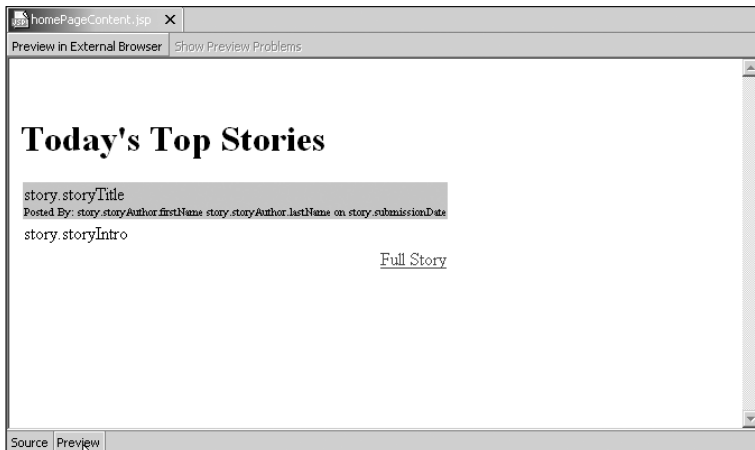 homePageContent.jsp
Preview in External Browser Show Preview Problems
Today's Top Stories
story.storyTitle
Posted By: story.storyAuthor.firstName story.storyAuthor.lastName on story.submissionDate
story.storyIntro
Full Story
Source Preview